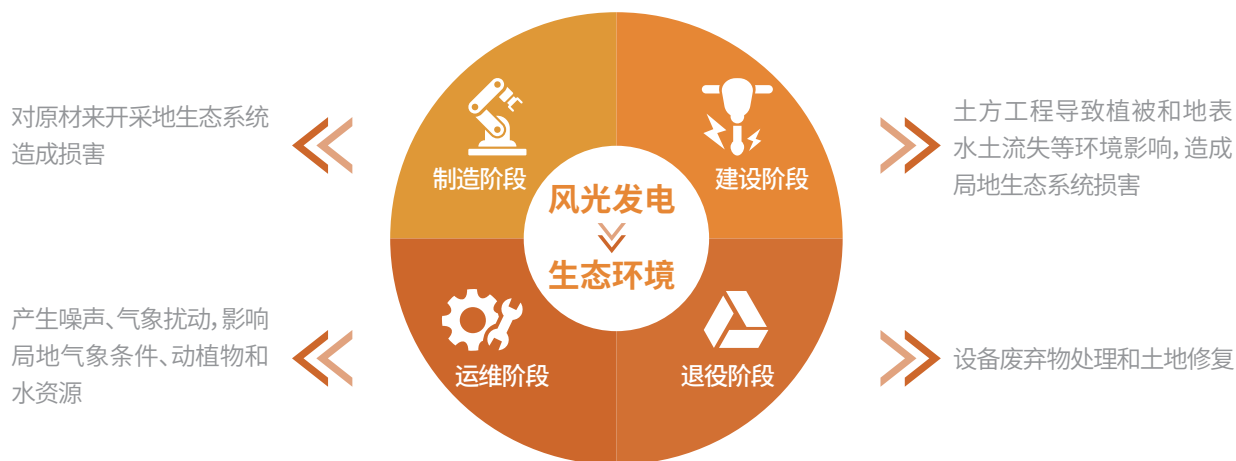 对原材来开采地生态系统
造成损害
制造阶段
建设阶段
土方工程导致植被和地表
水土流失等环境影响，造成
局地生态系统损害
风光发电
生态环境
产生噪声、气象扰动，影响
局地气象条件、动植物和
水资源
运维阶段
退役阶段
设备废弃物处理和土地修复